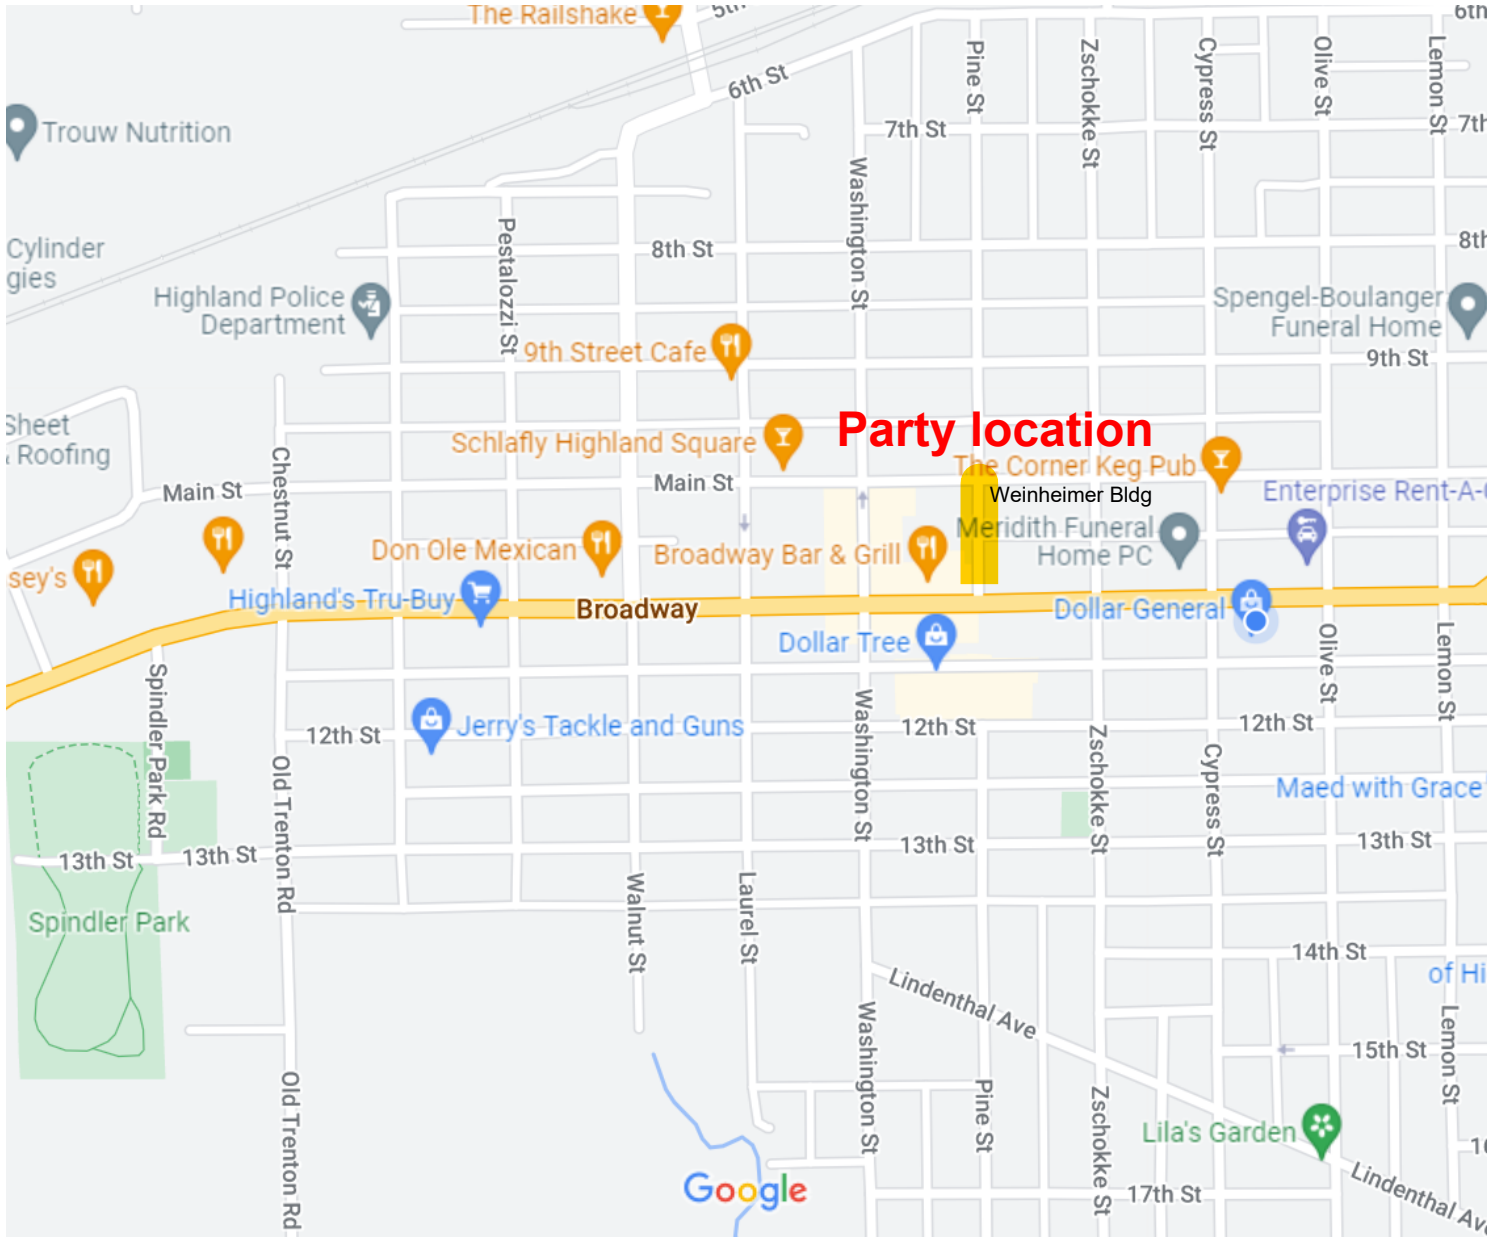 The Railshake
5th
6th St
6th
Pine St
Zschokke St
Cypress St
Olive St
Lemon St
Trouw Nutrition
7th St
7th
Washington St
Pestalozzi St
8th St
8th
Cylinder
gies
Highland Police
Department
Spengel-Boulanger
Funeral Home
9th Street Cafe
9th St
Sheet
& Roofing
Schlafly Highland Square
Party location
The Corner Keg Pub
Chestnut St
Main St
Main St
Weinheimer Bldg
Enterprise Rent-A-C
Don Ole Mexican
Broadway Bar & Grill
Meridith Funeral
Home PC
sey's
Highland's Tru-Buy
Broadway
Dollar General
Dollar Tree
Olive St
Lemon St
Spindler Park Rd
Jerry's Tackle and Guns
12th St
12th St
12th St
Washington St
Zschokke St
Cypress St
Old Trenton Rd
Maed with Grace
13th St
13th St
13th St
13th St
Walnut St
Laurel St
Spindler Park
14th St
of Hi
Lindenthal Ave
Washington St
15th St
Lemon St
Old Trenton Rd
Pine St
Zschokke St
Lila's Garden
Google
17th St
Lindenthal Ave